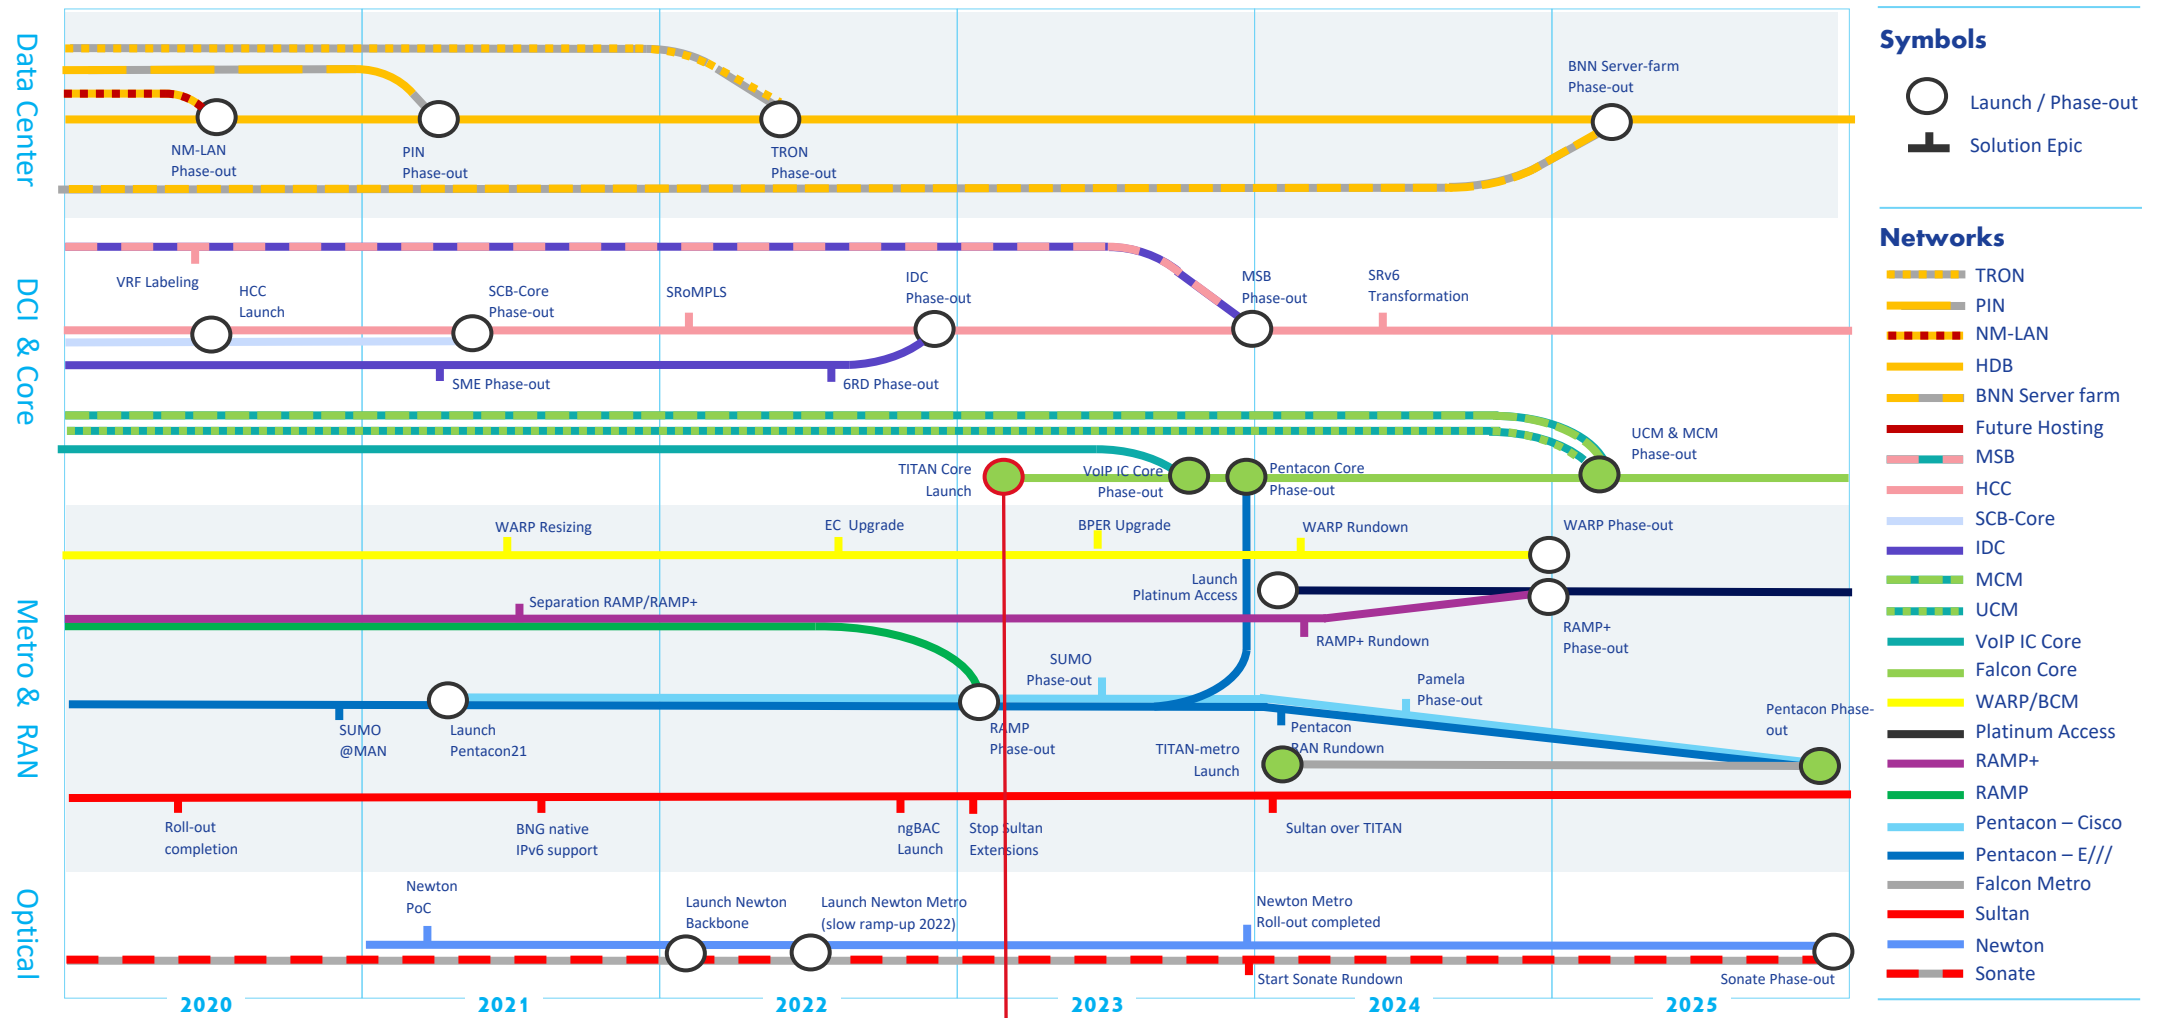 Data Center
NM-LAN
Phase-out
PIN
Phase-out
TRON
Phase-out
BNN Server-farm
Phase-out
DCI & Core
VRF Labeling
HCC
Launch
SCB-Core
Phase-out
SRoMPLS
IDC
Phase-out
MSB
Phase-out
SRv6
Transformation
SME Phase-out
6RD Phase-out
TITAN Core
Launch
VoIP IC Core
Phase-out
Pentacon Core
Phase-out
UCM & MCM
Phase-out
Metro & RAN
WARP Resizing
EC Upgrade
BPER Upgrade
WARP Rundown
WARP Phase-out
Launch
Platinum Access
Separation RAMP/RAMP+
RAMP+ Rundown
RAMP+
Phase-out
SUMO
Phase-out
Pamela
Phase-out
SUMO
@MAN
Launch
Pentacon21
RAMP
Phase-out
Pentacon
RAN Rundown
TITAN-metro
Launch
Pentacon Phase-
out
Roll-out
completion
BNG native
IPv6 support
ngBAC
Launch
Stop Sultan
Extensions
Sultan over TITAN
Optical
Newton
PoC
Launch Newton
Backbone
Launch Newton Metro
(slow ramp-up 2022)
Newton Metro
Roll-out completed
Start Sonate Rundown
Sonate Phase-out
2020
2021
2022
2023
2024
2025
Symbols
Launch / Phase-out
Solution Epic
Networks
TRON
PIN
NM-LAN
HDB
BNN Server farm
Future Hosting
MSB
HCC
SCB-Core
IDC
MCM
UCM
VoIP IC Core
Falcon Core
WARP/BCM
Platinum Access
RAMP+
RAMP
Pentacon – Cisco
Pentacon – E///
Falcon Metro
Sultan
Newton
Sonate